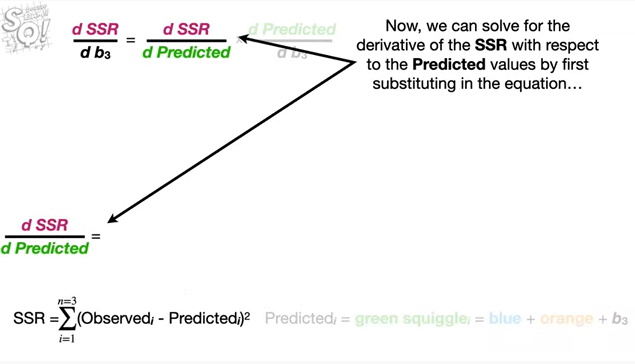 d SSR / d b₃ = d SSR / d Predicted · d Predicted / d b₃
Now, we can solve for the
derivative of the SSR with respect
to the Predicted values by first
substituting in the equation…
d SSR / d Predicted =
SSR = ∑ n=3 i=1 (Observedᵢ - Predictedᵢ)² Predictedᵢ = green squiggleᵢ = blue + orange + b₃